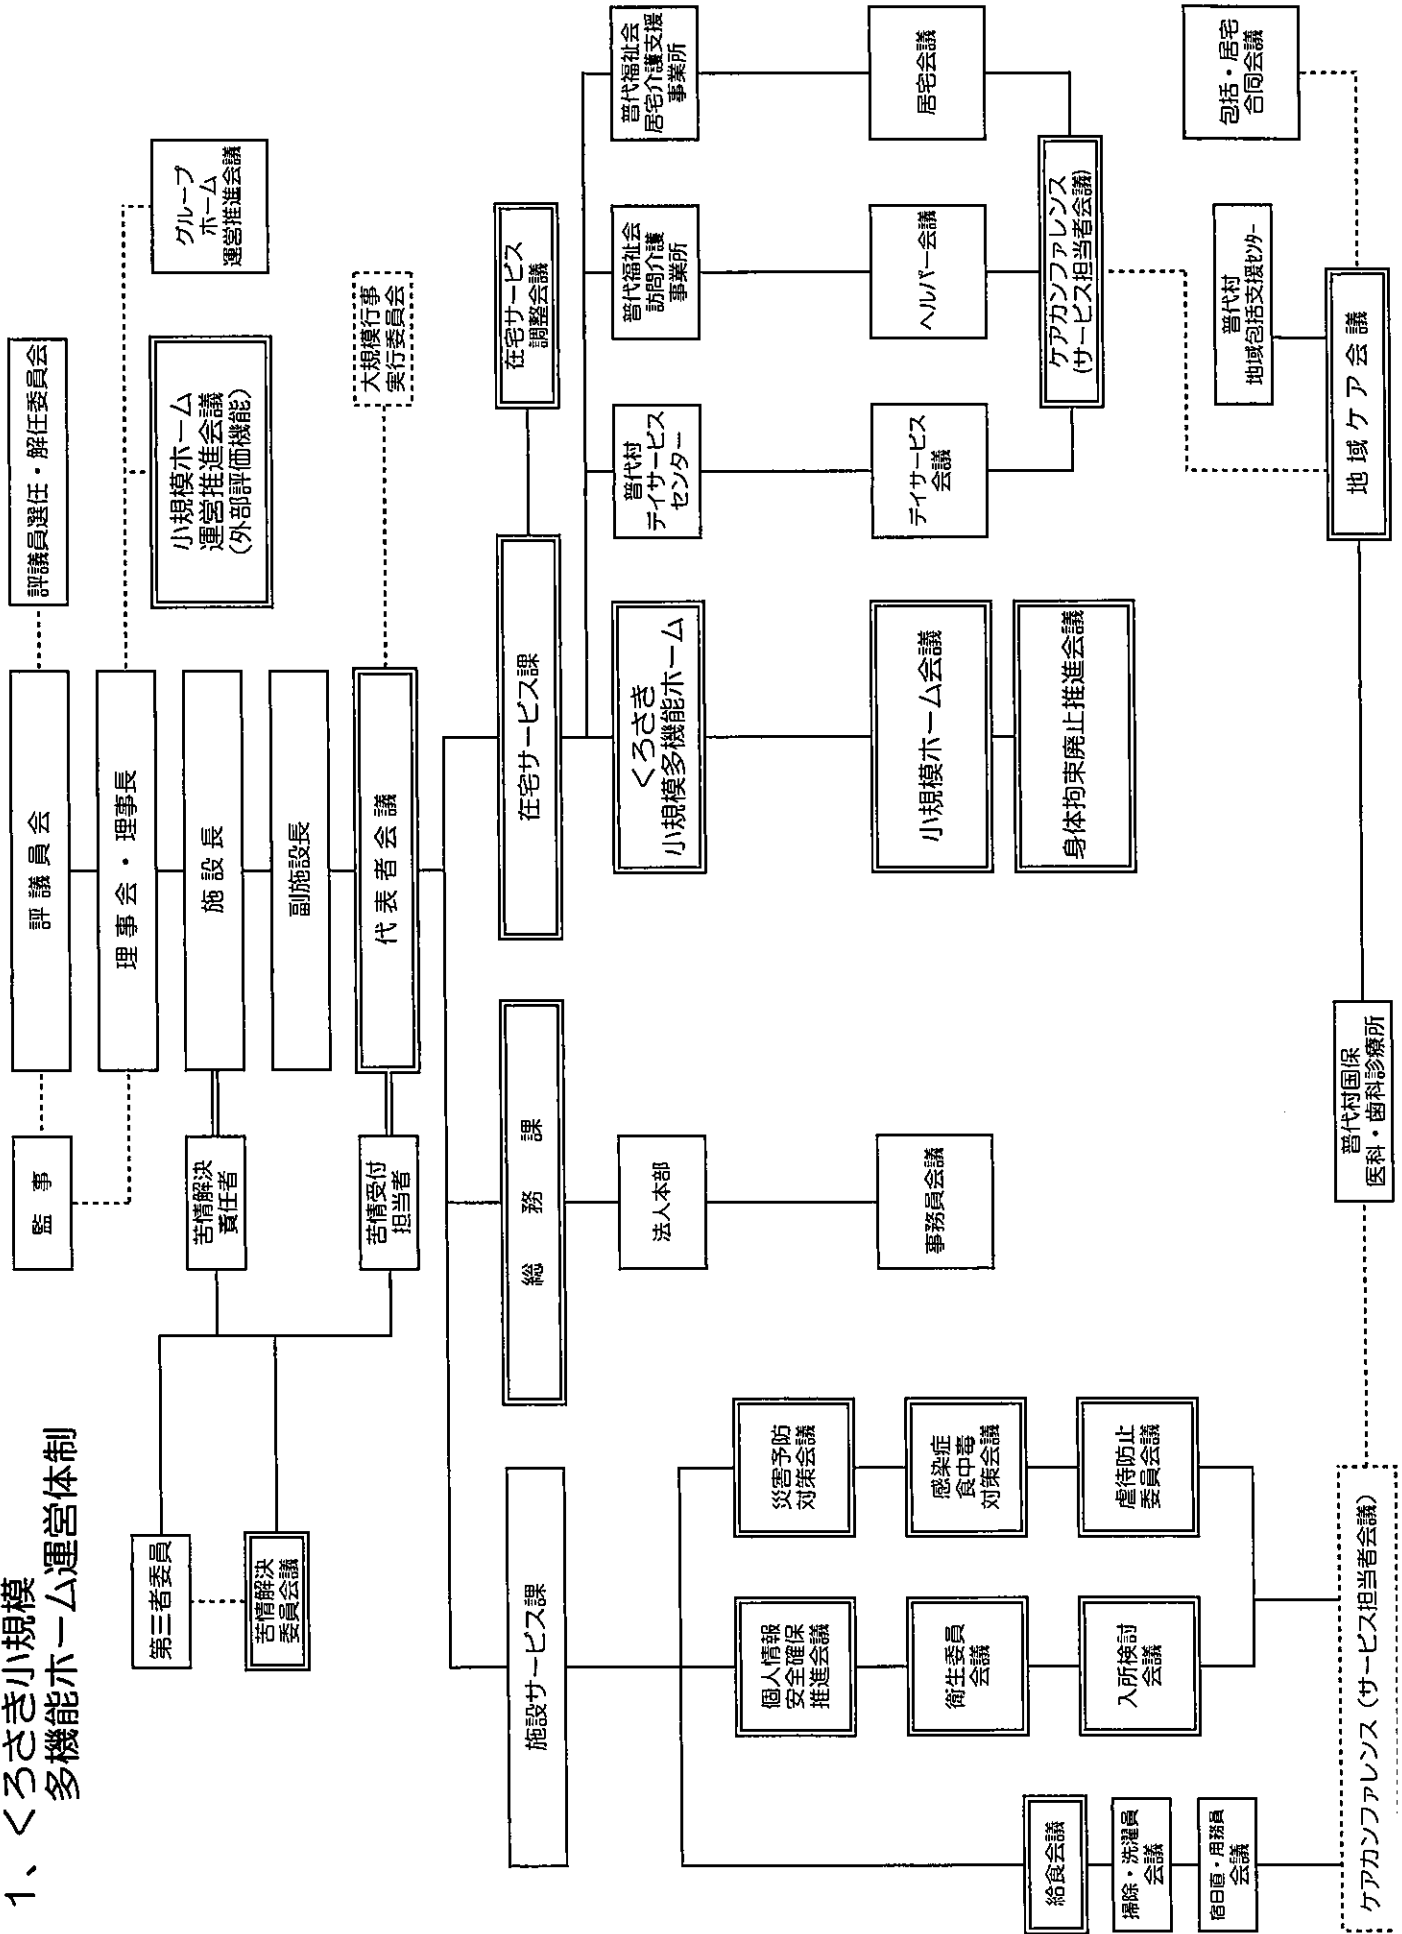 1、くろさき小規模
多機能ホーム運営体制
評議員会
評議員選任・解任委員会
監事
理事会・理事長
グループ
ホーム
運営推進会議
小規模ホーム
運営推進会議
(外部評価機能)
施設長
苦情解決
責任者
副施設長
第三者委員
苦情解決
委員会議
代表者会議
苦情受付
担当者
大規模行事
実行委員会
施設サービス課
総務課
在宅サービス課
在宅サービス
調整会議
法人本部
くろさき
小規模多機能ホーム
普代村
デイサービス
センター
普代福祉会
訪問介護
事業所
普代福祉会
居宅介護支援
事業所
個人情報
安全確保
推進会議
災害予防
対策会議
事務員会議
小規模ホーム会議
デイサービス
会議
ヘルパー会議
居宅会議
衛生委員
会議
感染症
食中毒
対策会議
身体拘束廃止推進会議
ケアカンファレンス
(サービス担当者会議)
給食会議
入所検討
会議
虐待防止
委員会議
掃除・洗濯員
会議
宿日直・用務員
会議
普代村
地域包括支援センター
包括・居宅
合同会議
ケアカンファレンス(サービス担当者会議)
普代村国保
医科・歯科診療所
地域ケア会議